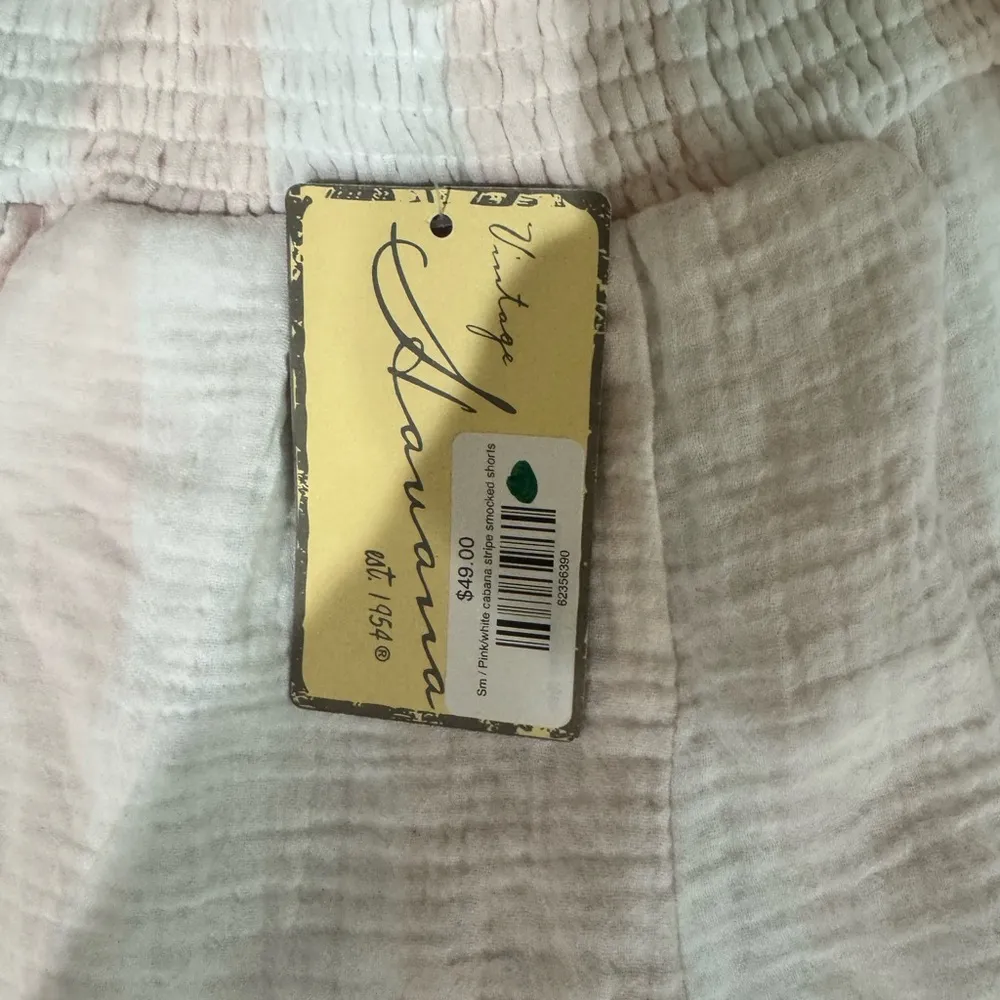 Vintage
Havana
est. 1954®
$49.00
Sm / Pink/white cabana stripe smocked shorts
62356390